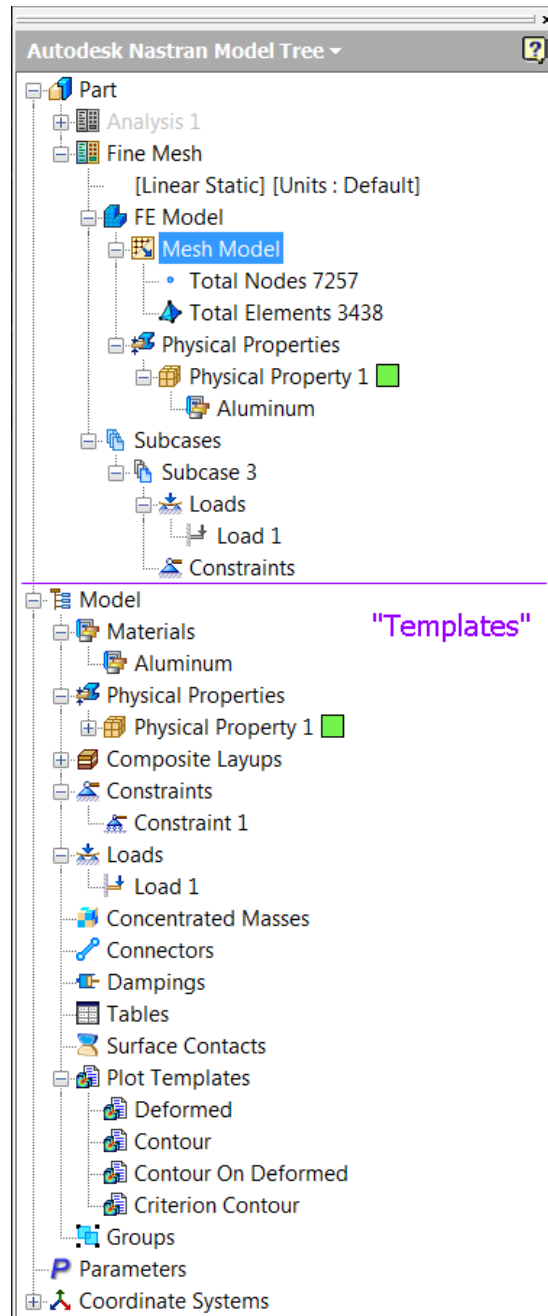 Autodesk Nastran Model Tree
Part
Analysis 1
Fine Mesh
[Linear Static] [Units : Default]
FE Model
Mesh Model
Total Nodes 7257
Total Elements 3438
Physical Properties
Physical Property 1
Aluminum
Subcases
Subcase 3
Loads
Load 1
Constraints
Model
"Templates"
Materials
Aluminum
Physical Properties
Physical Property 1
Composite Layups
Constraints
Constraint 1
Loads
Load 1
Concentrated Masses
Connectors
Dampings
Tables
Surface Contacts
Plot Templates
Deformed
Contour
Contour On Deformed
Criterion Contour
Groups
Parameters
Coordinate Systems